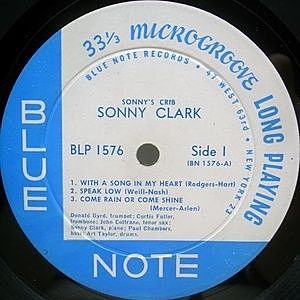 33⅓ MICROGROOVE LONG PLAYING
BLUE NOTE RECORDS • 47 WEST 63rd • NEW YORK 23
SONNY'S CRIB
SONNY CLARK
BLP 1576 Side 1
(BN 1576-A)
1. WITH A SONG IN MY HEART (Rodgers-Hart)
2. SPEAK LOW (Weill-Nash)
3. COME RAIN OR COME SHINE
(Mercer-Arlen)
Donald Byrd, trumpet; Curtis Fuller,
trombone; John Coltrane, tenor sax;
Sonny Clark, piano; Paul Chambers,
bass; Art Taylor, drums.
BLUE
NOTE